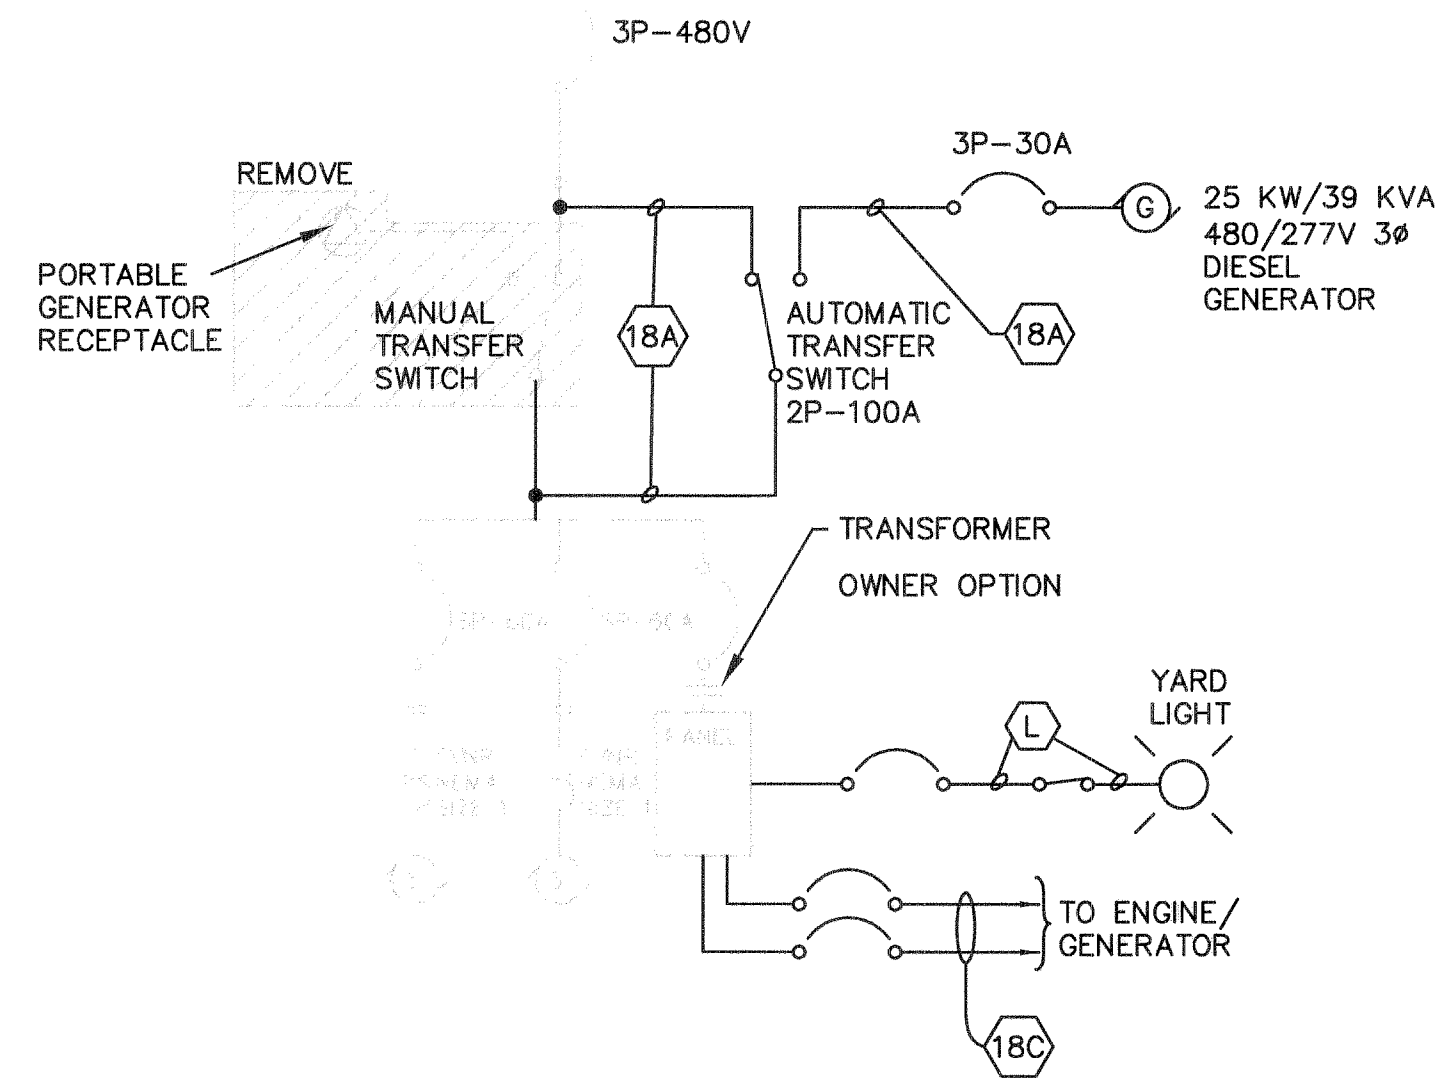 3P-480V
3P-30A
REMOVE
25 KW/39 KVA
480/277V 3ø
DIESEL
GENERATOR
G
PORTABLE
GENERATOR
RECEPTACLE
MANUAL
TRANSFER
SWITCH
18A
AUTOMATIC
TRANSFER
SWITCH
2P-100A
18A
TRANSFORMER
OWNER OPTION
YARD
LIGHT
L
PANEL
TO ENGINE/
GENERATOR
18C